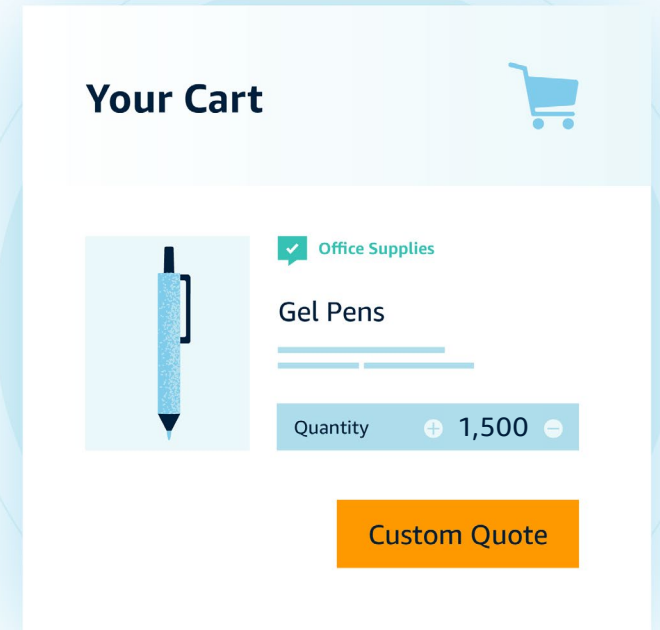 Your Cart
Office Supplies
Gel Pens
Quantity 1,500
Custom Quote